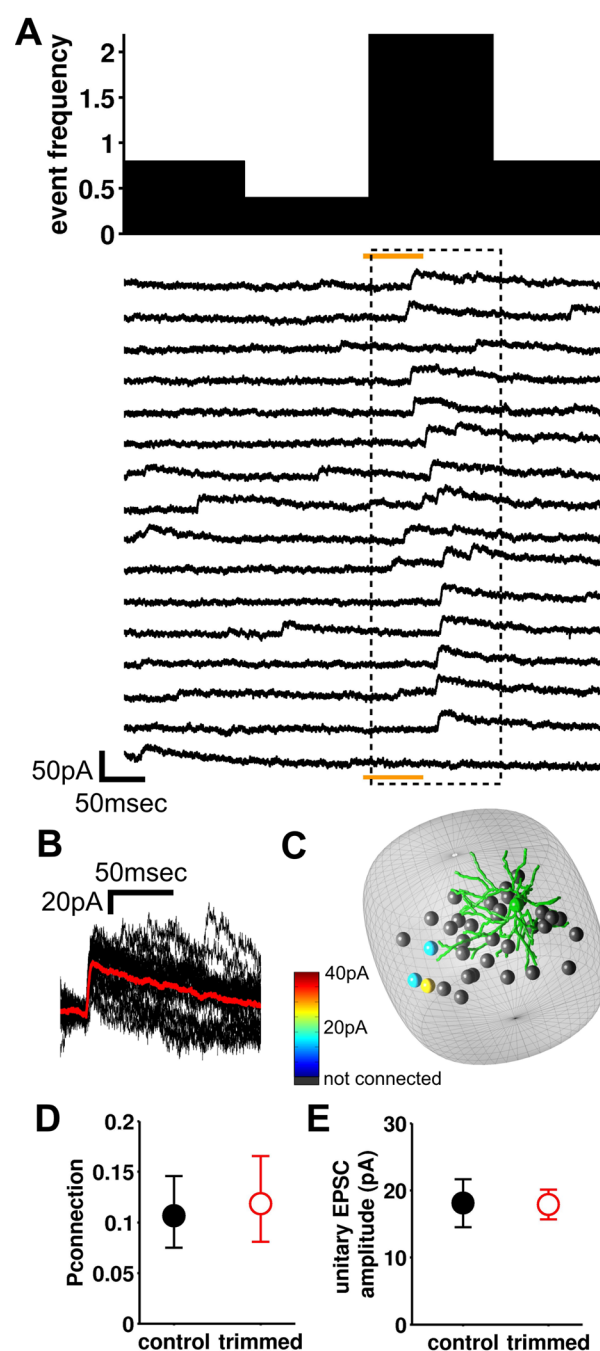 A
event frequency
2
1.5
1
0.5
0
50pA
50msec
B
50msec
20pA
C
40pA
20pA
not connected
D
Pconnection
0.2
0.15
0.1
0.05
0
control trimmed
E
unitary EPSC
amplitude (pA)
30
20
10
0
control trimmed